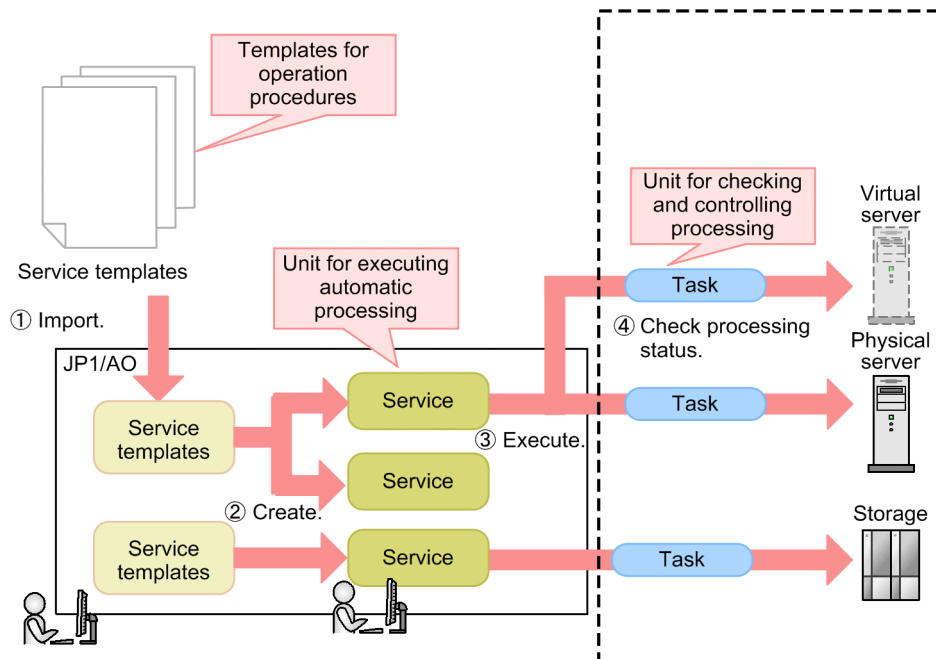 Templates for
operation
procedures
Service templates
① Import.
Unit for executing
automatic
processing
Unit for checking
and controlling
processing
Virtual
server
Task
④ Check processing
status.
Physical
server
JP1/AO
Service
templates
Service
③ Execute.
Task
Service
② Create.
Service
templates
Service
Task
Storage